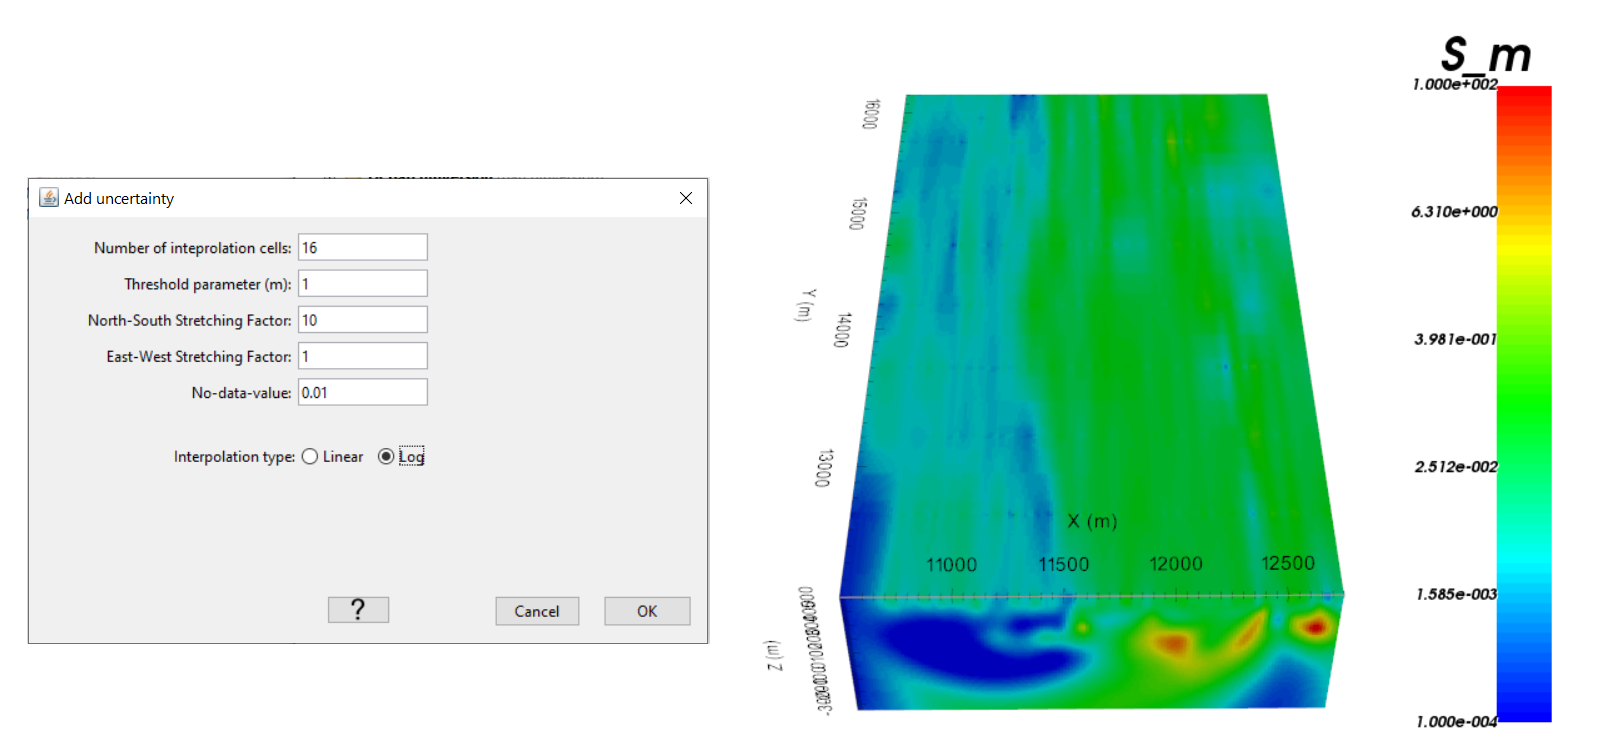 Add uncertainty
Number of inteprolation cells: 16
Threshold parameter (m): 1
North-South Stretching Factor: 10
East-West Stretching Factor: 1
No-data-value: 0.01
Interpolation type: Linear Log
? Cancel OK
S_m
1.000e+002
6.310e+000
3.981e-001
2.512e-002
1.585e-003
1.000e-004
16000
15000
14000
13000
Y (m)
X (m)
11000 11500 12000 12500
Z (m)